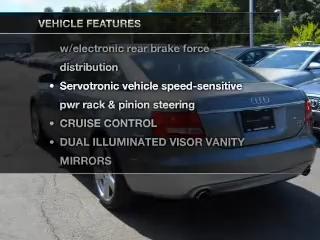 VEHICLE FEATURES
w/electronic rear brake force
distribution
• Servotronic vehicle speed-sensitive
pwr rack & pinion steering
• CRUISE CONTROL
• DUAL ILLUMINATED VISOR VANITY
MIRRORS